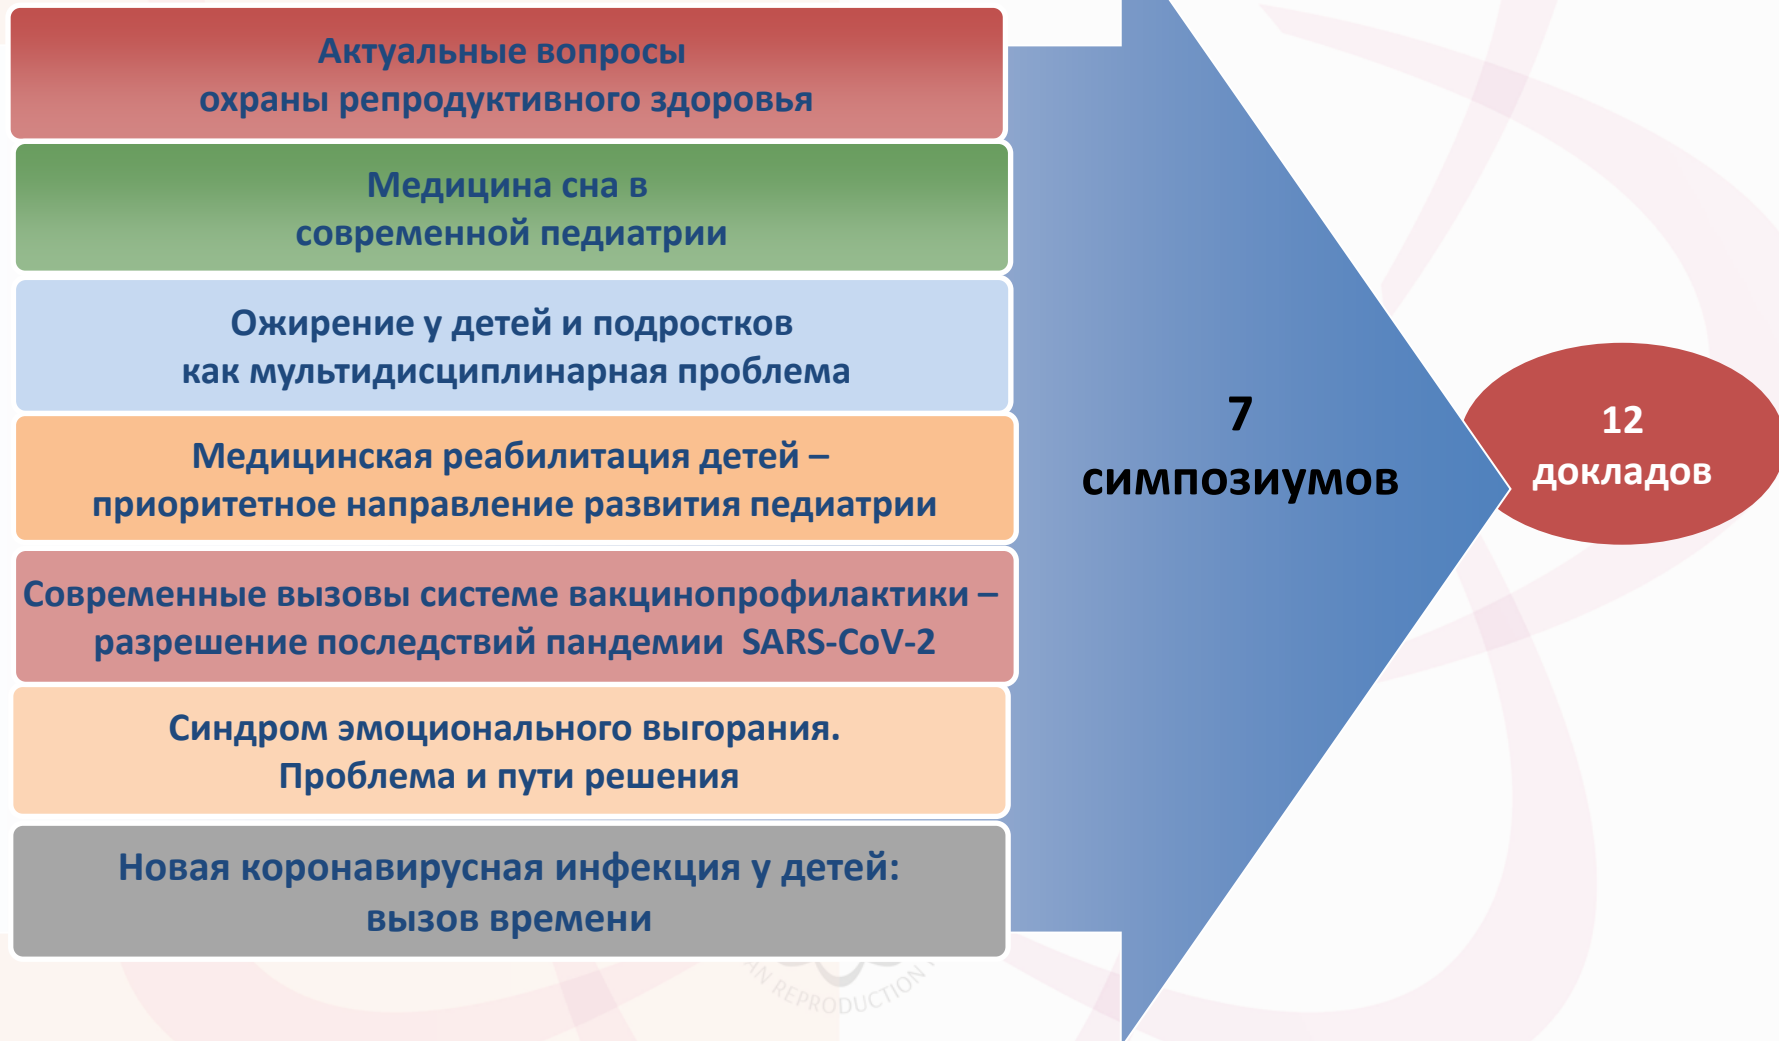 Актуальные вопросы
охраны репродуктивного здоровья
Медицина сна в
современной педиатрии
Ожирение у детей и подростков
как мультидисциплинарная проблема
Медицинская реабилитация детей –
приоритетное направление развития педиатрии
Современные вызовы системе вакцинопрофилактики –
разрешение последствий пандемии SARS-CoV-2
Синдром эмоционального выгорания.
Проблема и пути решения
Новая коронавирусная инфекция у детей:
вызов времени
7
симпозиумов
12
докладов
REPRODUCTION